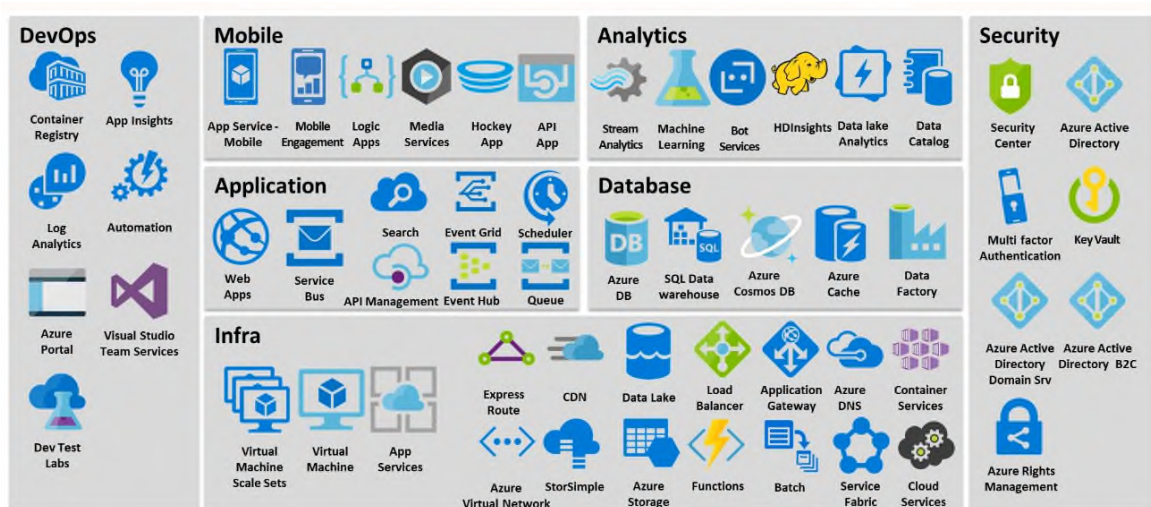 DevOps
Container
Registry
App Insights
Log
Analytics
Automation
Azure
Portal
Visual Studio
Team Services
Dev Test
Labs
Mobile
App Service -
Mobile
Mobile
Engagement
Logic
Apps
Media
Services
Hockey
App
API
App
Analytics
Stream
Analytics
Machine
Learning
Bot
Services
HDInsights
Data lake
Analytics
Data
Catalog
Application
Web
Apps
Service
Bus
Search
Event Grid
Scheduler
API Management
Event Hub
Queue
Database
DB
Azure
DB
SQL
SQL Data
warehouse
Azure
Cosmos DB
Azure
Cache
Data
Factory
Infra
Virtual
Machine
Scale Sets
Virtual
Machine
App
Services
Express
Route
CDN
Data Lake
Load
Balancer
Application
Gateway
Azure
DNS
Container
Services
Azure
Virtual Network
StorSimple
Azure
Storage
Functions
Batch
Service
Fabric
Cloud
Services
Security
Security
Center
Azure Active
Directory
Multi factor
Authentication
Key Vault
Azure Active
Directory
Domain Srv
Azure Active
Directory B2C
Azure Rights
Management